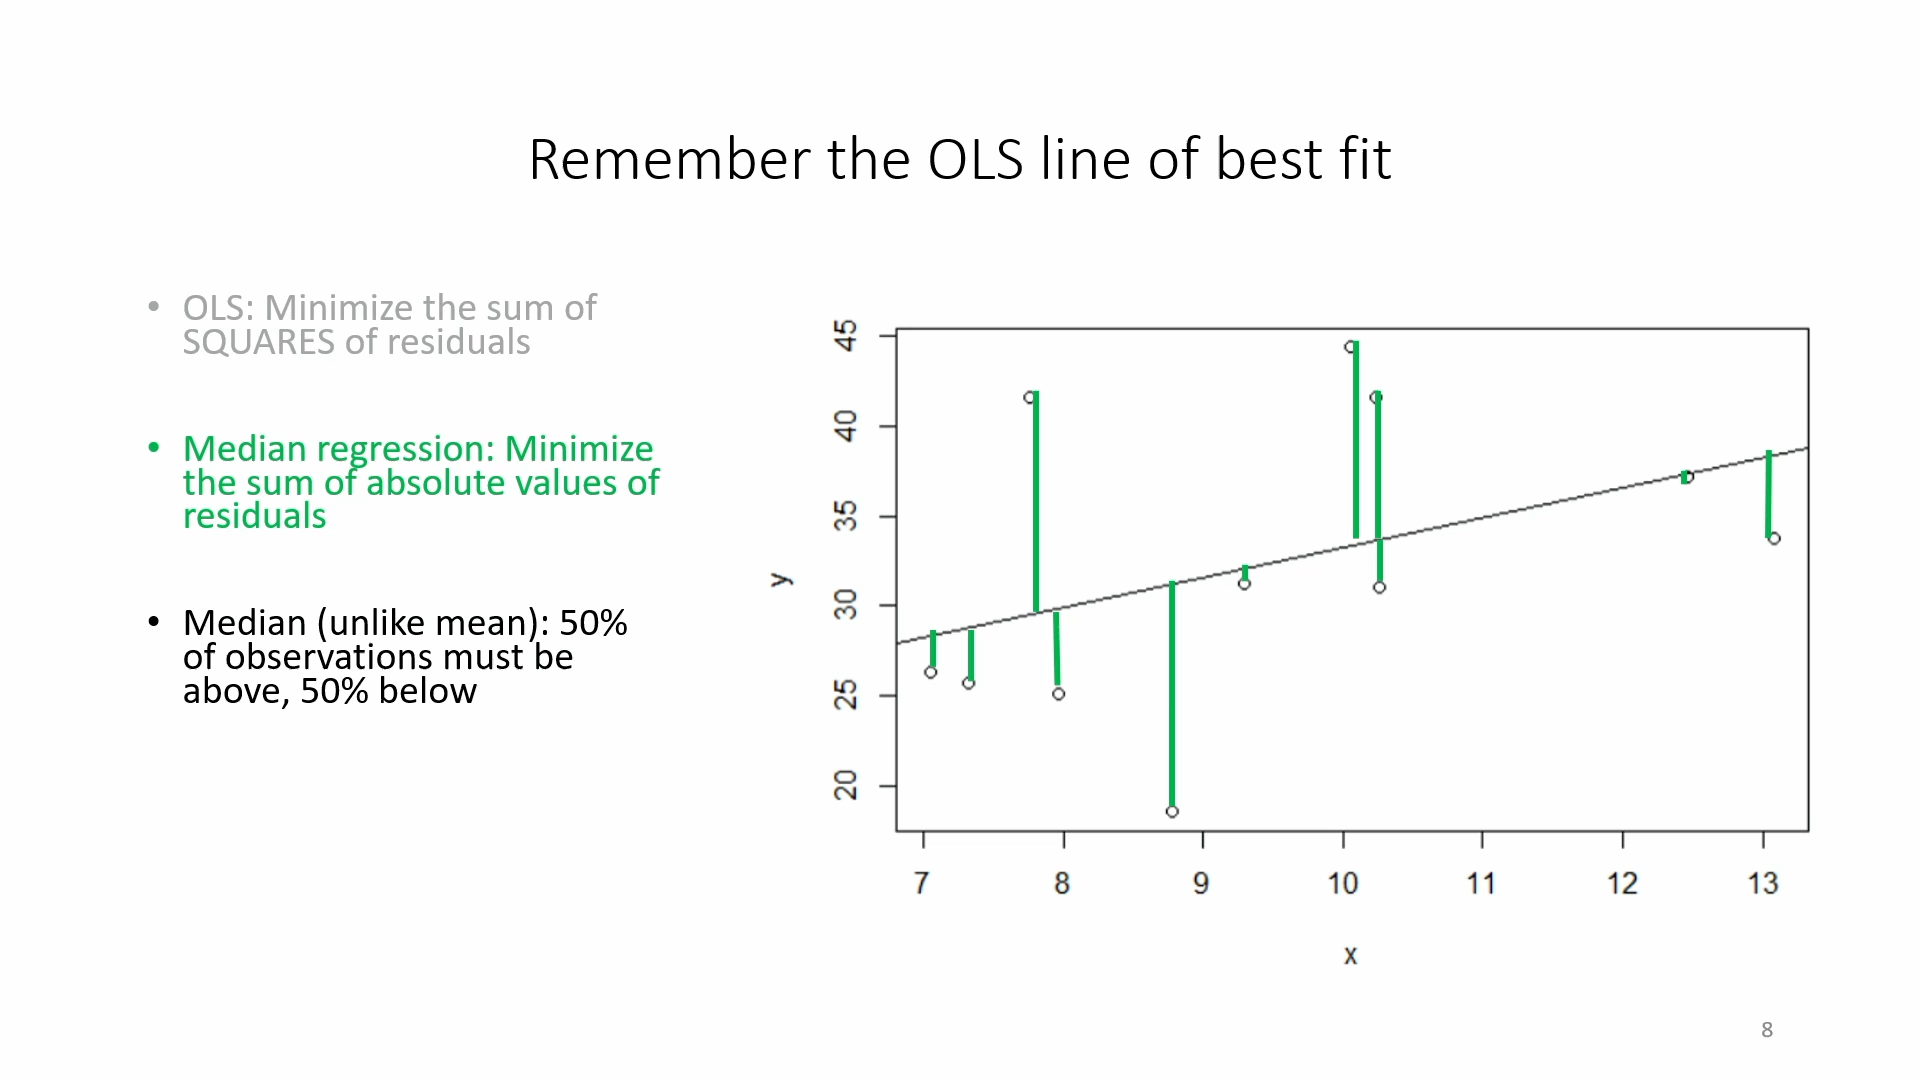 Remember the OLS line of best fit
• OLS: Minimize the sum of
SQUARES of residuals
• Median regression: Minimize
the sum of absolute values of
residuals
• Median (unlike mean): 50%
of observations must be
above, 50% below
45
40
35
30
25
20
y
7 8 9 10 11 12 13
x
8